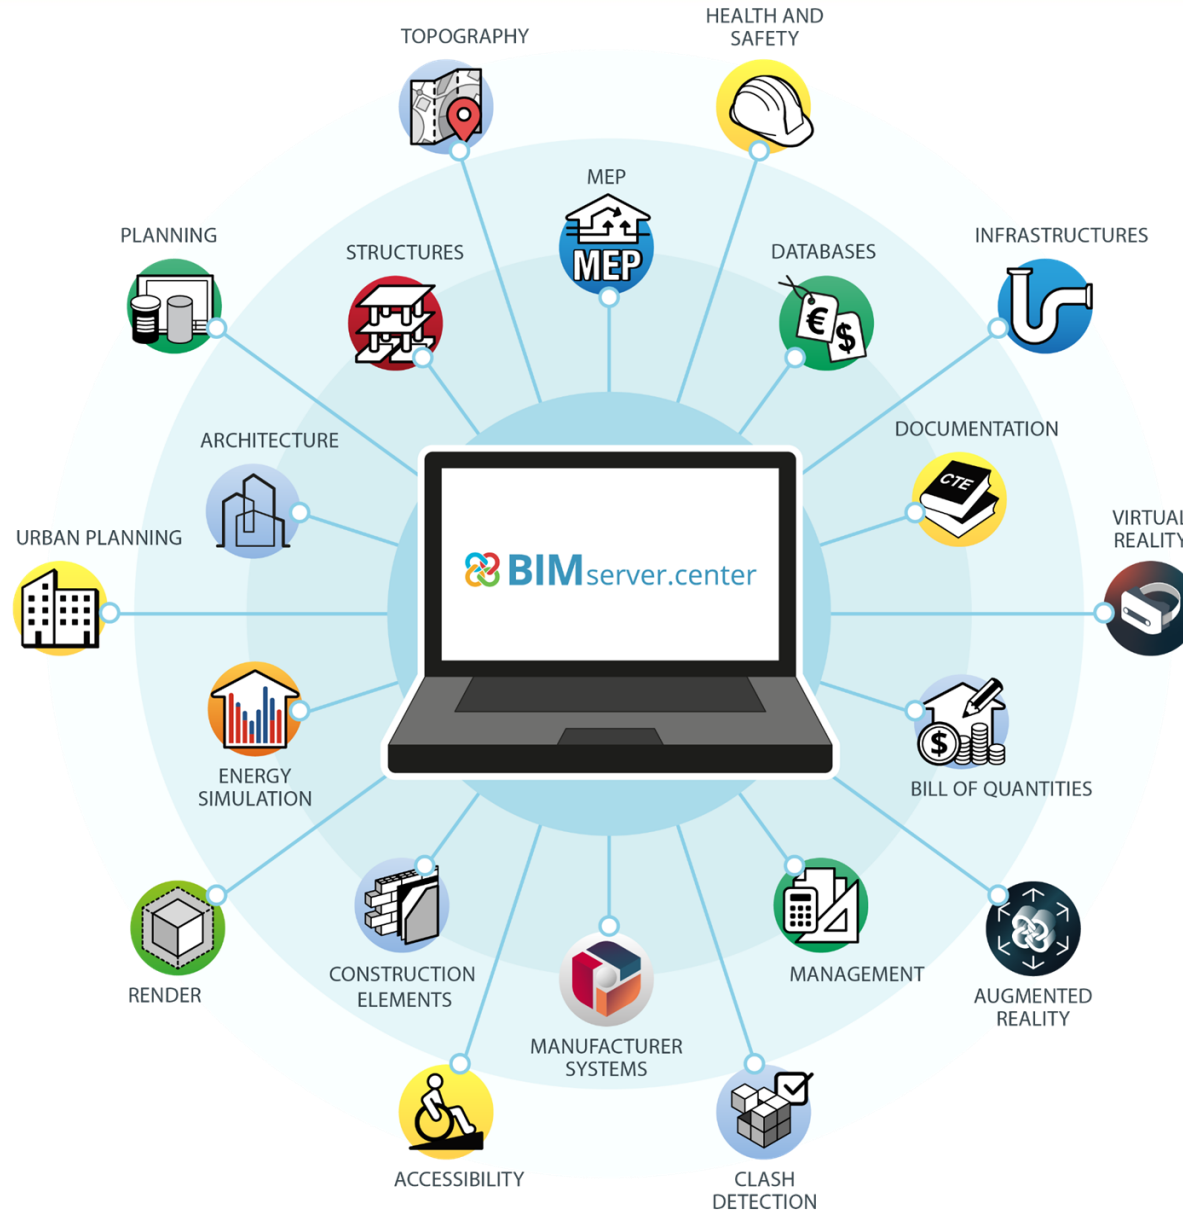 HEALTH AND
SAFETY
TOPOGRAPHY
MEP
MEP
PLANNING
STRUCTURES
DATABASES
INFRASTRUCTURES
€
$
ARCHITECTURE
DOCUMENTATION
CTE
URBAN PLANNING
VIRTUAL
REALITY
BIMserver.center
ENERGY
SIMULATION
$
BILL OF QUANTITIES
CONSTRUCTION
ELEMENTS
MANAGEMENT
RENDER
AUGMENTED
REALITY
MANUFACTURER
SYSTEMS
ACCESSIBILITY
CLASH
DETECTION